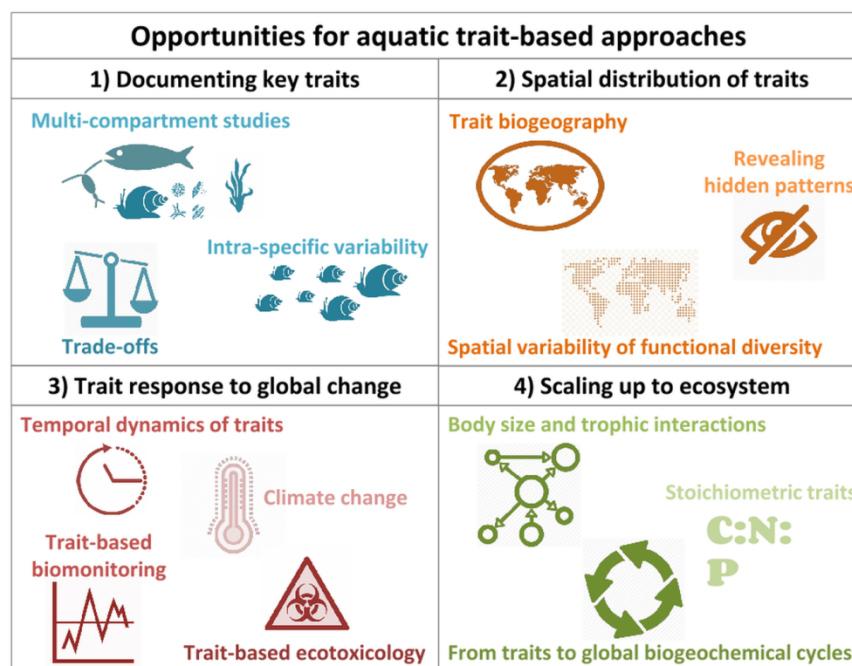 Opportunities for aquatic trait-based approaches
1) Documenting key traits
2) Spatial distribution of traits
Multi-compartment studies
Intra-specific variability
Trade-offs
Trait biogeography
Revealing
hidden patterns
Spatial variability of functional diversity
3) Trait response to global change
4) Scaling up to ecosystem
Temporal dynamics of traits
Climate change
Trait-based
biomonitoring
Trait-based ecotoxicology
Body size and trophic interactions
Stoichiometric traits
C:N:
P
From traits to global biogeochemical cycles